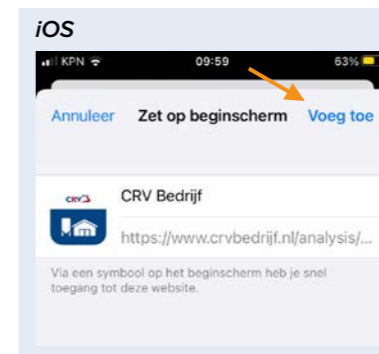 iOS
KPN 09:59 63%
Annuleer Zet op beginscherm Voeg toe
CRV
CRV Bedrijf
https://www.crvbedrijf.nl/analysis/...
Via een symbool op het beginscherm heb je snel
toegang tot deze website.